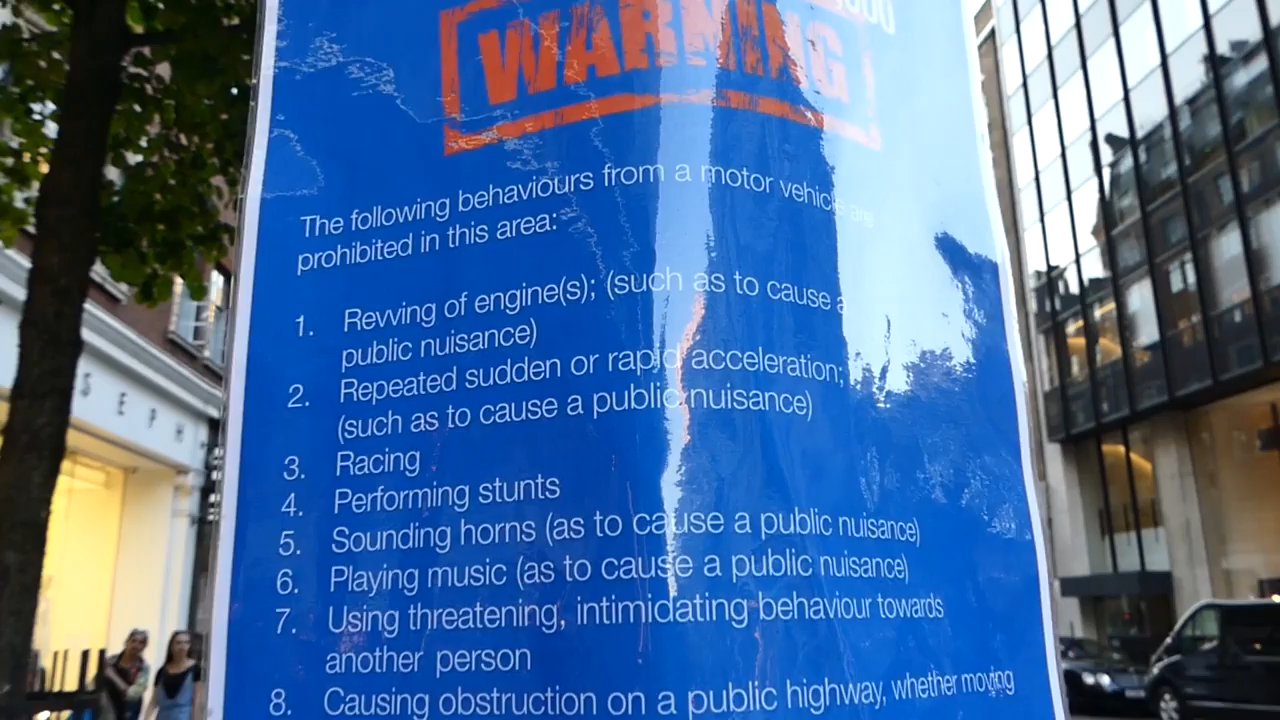 WARNING
The following behaviours from a motor vehicle are
prohibited in this area:
1. Revving of engine(s); (such as to cause a
public nuisance)
2. Repeated sudden or rapid acceleration;
(such as to cause a public nuisance)
3. Racing
4. Performing stunts
5. Sounding horns (as to cause a public nuisance)
6. Playing music (as to cause a public nuisance)
7. Using threatening, intimidating behaviour towards
another person
8. Causing obstruction on a public highway, whether moving
SEPH